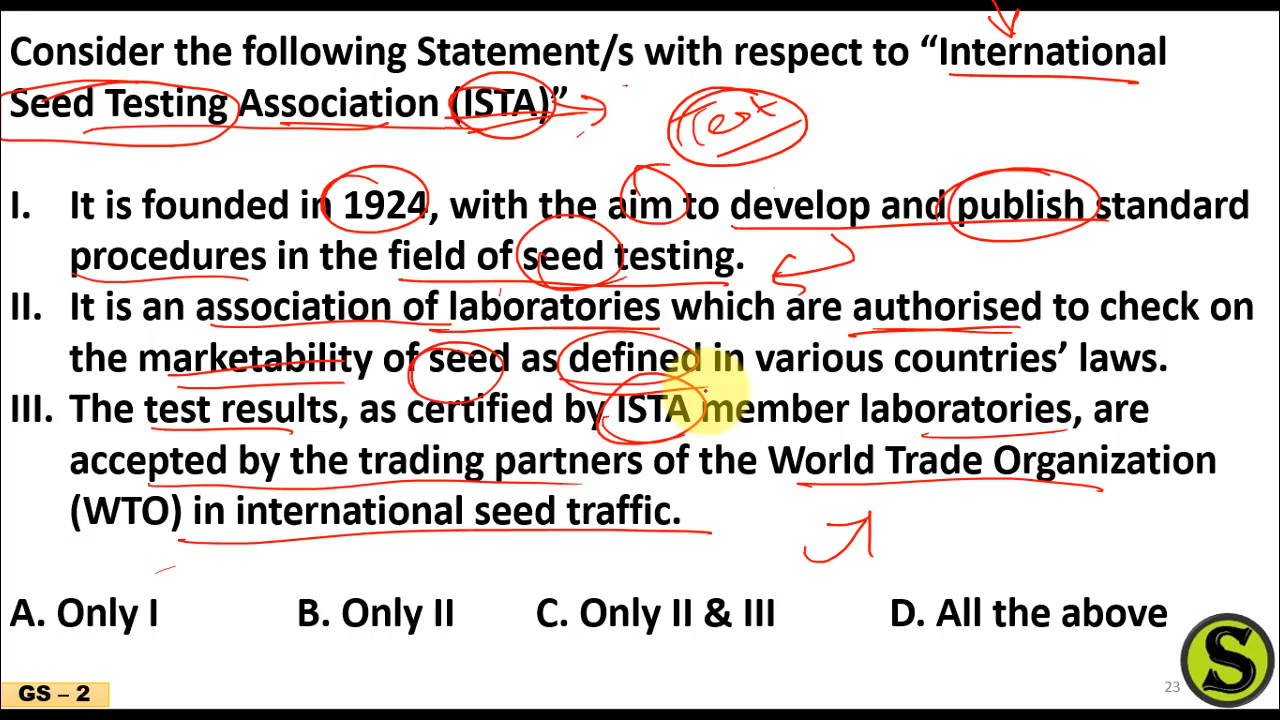 Consider the following Statement/s with respect to “International
Seed Testing Association (ISTA)”
Test
I. It is founded in 1924, with the aim to develop and publish standard
procedures in the field of seed testing.
II. It is an association of laboratories which are authorised to check on
the marketability of seed as defined in various countries’ laws.
III. The test results, as certified by ISTA member laboratories, are
accepted by the trading partners of the World Trade Organization
(WTO) in international seed traffic.
A. Only I B. Only II C. Only II & III D. All the above
S
GS – 2
23